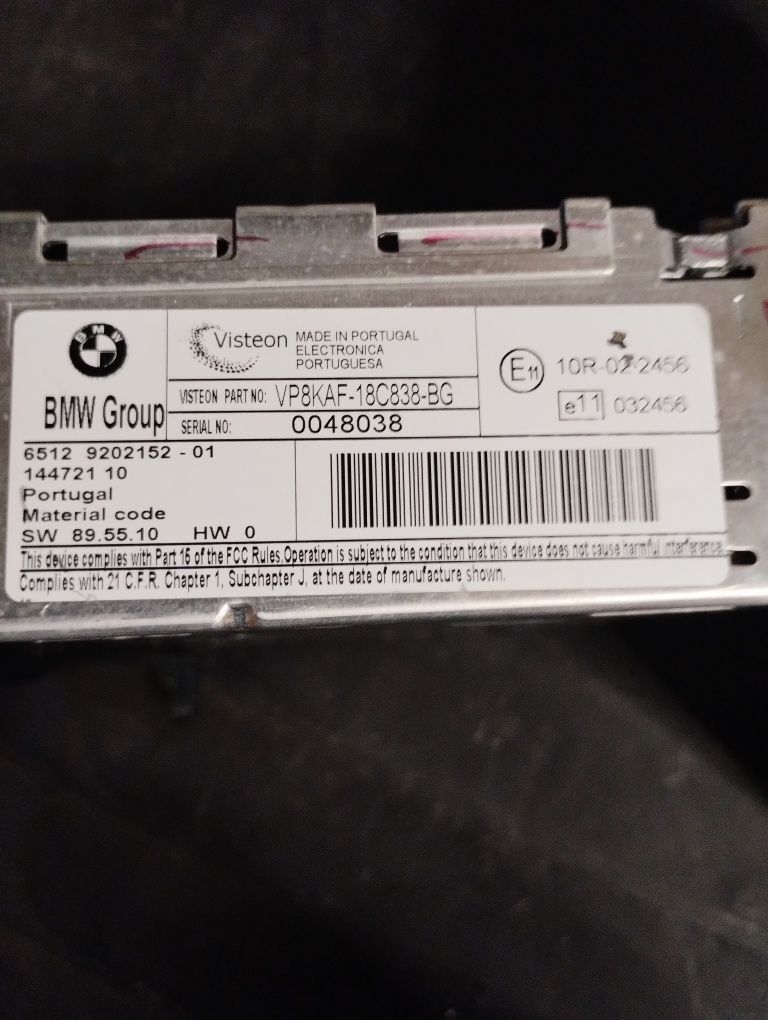 BMW
BMW Group
Visteon
MADE IN PORTUGAL
ELECTRONICA
PORTUGUESA
VISTEON PART NO: VP8KAF-18C838-BG
SERIAL NO: 0048038
E11 10R-032456
e11 032456
6512 9202152 - 01
144721 10
Portugal
Material code
SW 89.55.10 HW 0
This device complies with Part 15 of the FCC Rules.Operation is subject to the condition that this device does not cause harmful interference.
Complies with 21 C.F.R. Chapter 1, Subchapter J, at the date of manufacture shown.